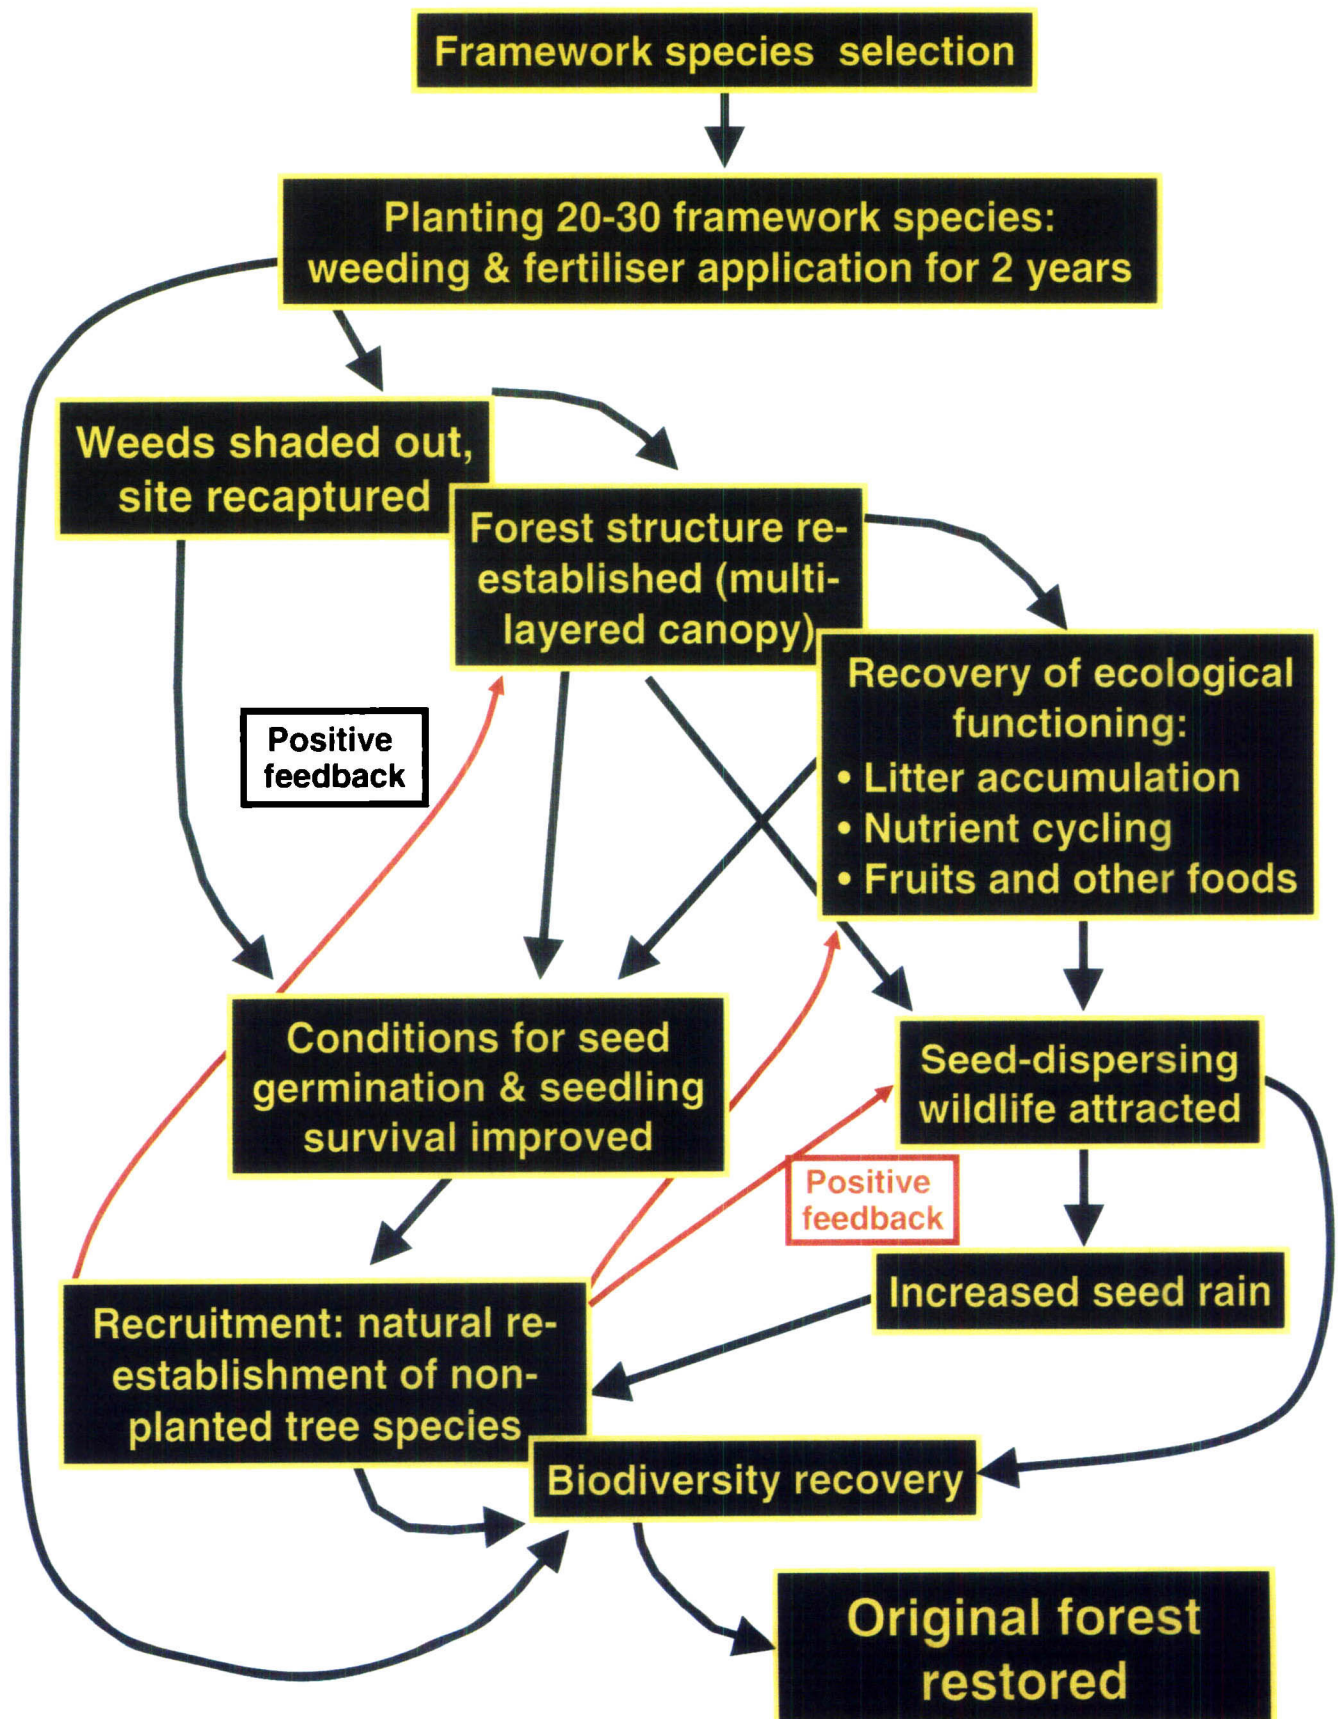 Framework species selection
Planting 20-30 framework species:
weeding & fertiliser application for 2 years
Weeds shaded out,
site recaptured
Forest structure re-
established (multi-
layered canopy)
Recovery of ecological
functioning:
• Litter accumulation
• Nutrient cycling
• Fruits and other foods
Positive
feedback
Conditions for seed
germination & seedling
survival improved
Seed-dispersing
wildlife attracted
Positive
feedback
Increased seed rain
Recruitment: natural re-
establishment of non-
planted tree species
Biodiversity recovery
Original forest
restored